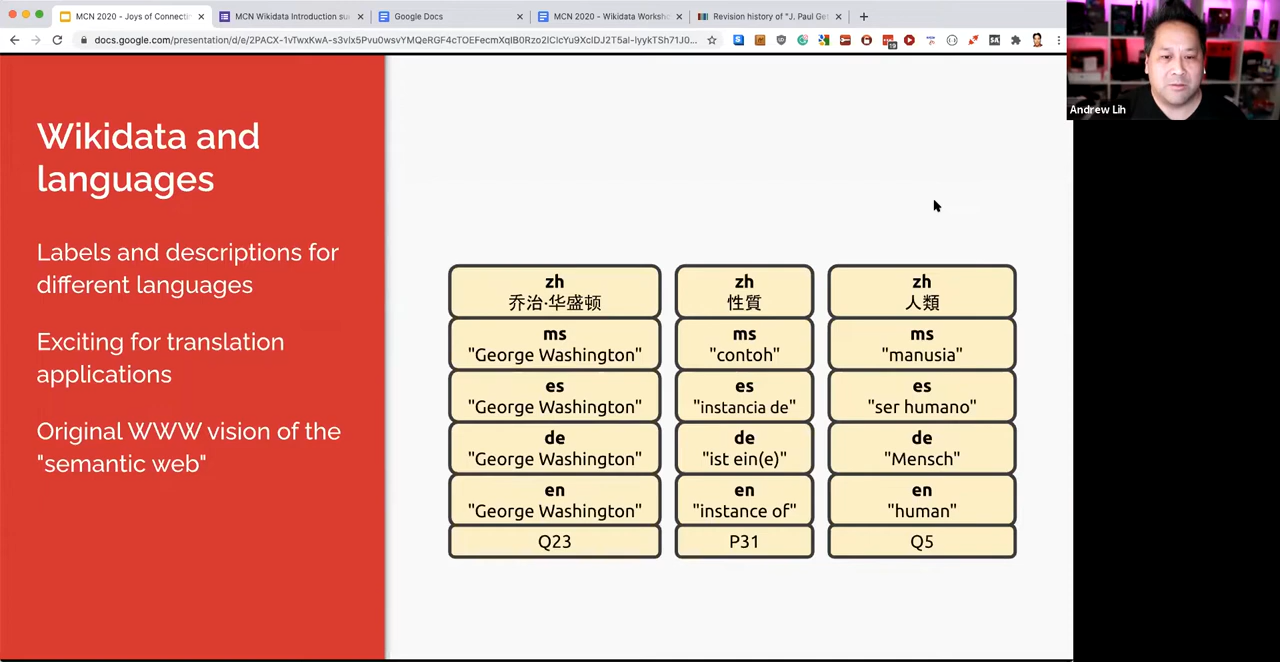 MCN 2020 - Joys of Connecti
MCN Wikidata Introduction su
Google Docs
MCN 2020 - Wikidata Worksh
Revision history of "J. Paul Get
Andrew Lih
Wikidata and
languages
Labels and descriptions for
different languages
Exciting for translation
applications
Original WWW vision of the
"semantic web"
zh
乔治·华盛顿
zh
性質
zh
人類
ms
"George Washington"
ms
"contoh"
ms
"manusia"
es
"George Washington"
es
"instancia de"
es
"ser humano"
de
"George Washington"
de
"ist ein(e)"
de
"Mensch"
en
"George Washington"
en
"instance of"
en
"human"
Q23
P31
Q5